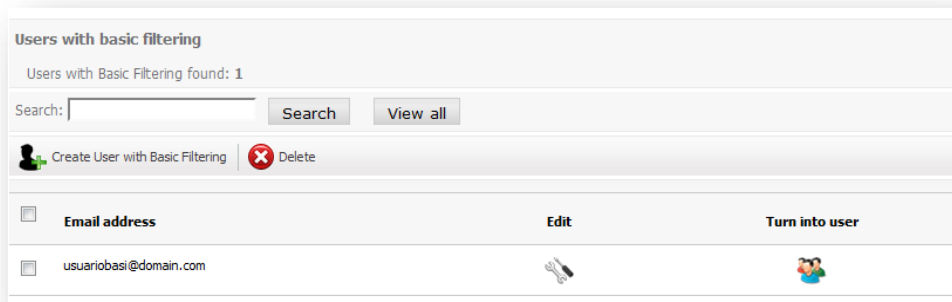 Users with basic filtering
Users with Basic Filtering found: 1
Search: Search View all
Create User with Basic Filtering Delete
Email address Edit Turn into user
usuariobasi@domain.com